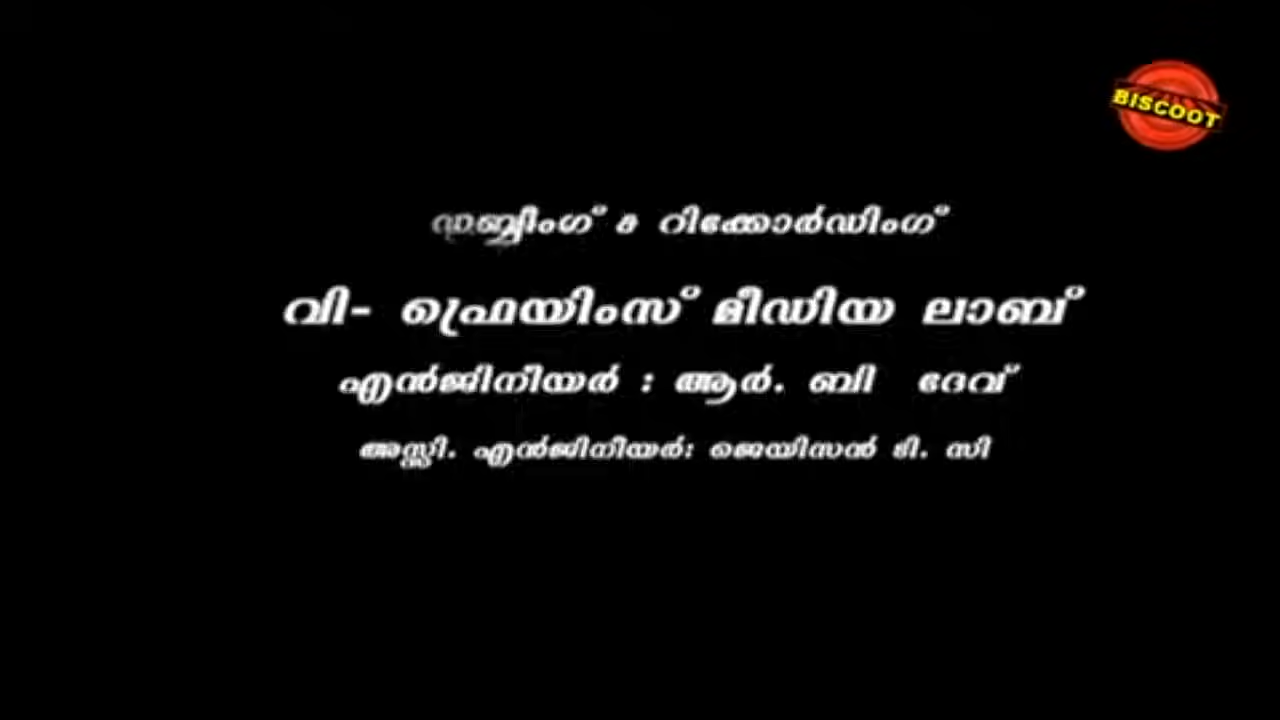 BISCOOT
ഡബ്ബിംഗ് & റിക്കോർഡിംഗ്
വി- ഫ്രെയിംസ് മീഡിയ ലാബ്
എൻജിനീയർ : ആർ. ബി ദേവ്
അസ്സി. എൻജിനീയർ: ജെയിസൻ ടി. സി